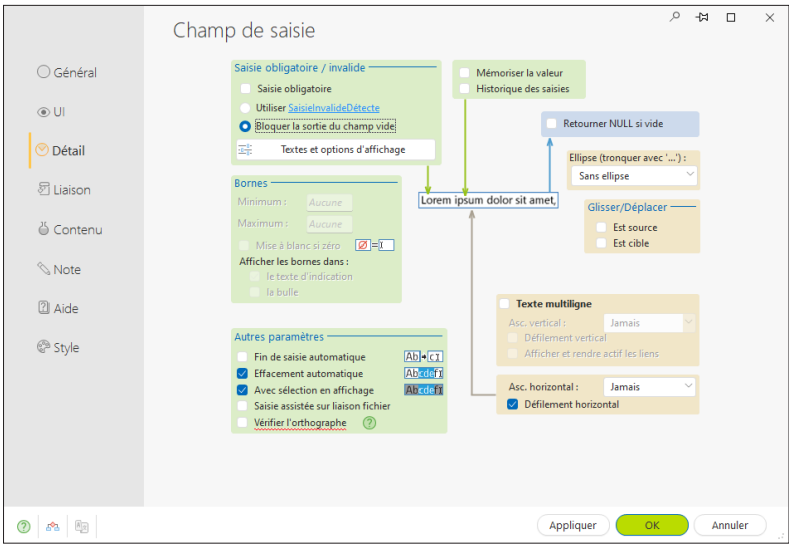 Champ de saisie
Général
UI
Détail
Liaison
Contenu
Note
Aide
Style
Saisie obligatoire / invalide
Saisie obligatoire
Utiliser SaisieInvalideDétecte
Bloquer la sortie du champ vide
Textes et options d'affichage
Mémoriser la valeur
Historique des saisies
Retourner NULL si vide
Ellipse (tronquer avec '...') :
Sans ellipse
Bornes
Minimum : Aucune
Maximum : Aucune
Mise à blanc si zéro
Afficher les bornes dans :
le texte d'indication
la bulle
Lorem ipsum dolor sit amet,
Glisser/Déplacer
Est source
Est cible
Texte multiligne
Asc. vertical : Jamais
Défilement vertical
Afficher et rendre actif les liens
Autres paramètres
Fin de saisie automatique Ab cI
Effacement automatique AbcdefI
Avec sélection en affichage AbcdefI
Saisie assistée sur liaison fichier
Vérifier l'orthographe ?
Asc. horizontal : Jamais
Défilement horizontal
? Appliquer OK Annuler